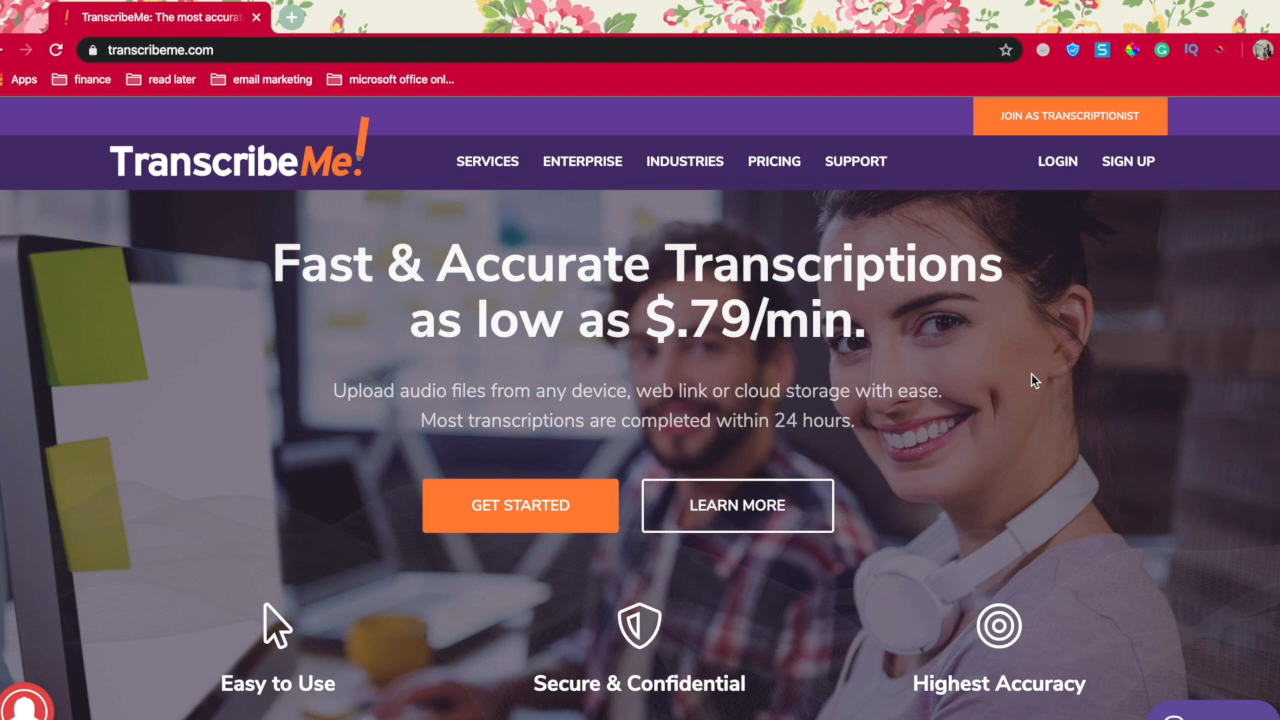 TranscribeMe: The most accurat
transcribeme.com
Apps finance read later email marketing microsoft office onl...
JOIN AS TRANSCRIPTIONIST
TranscribeMe!
SERVICES ENTERPRISE INDUSTRIES PRICING SUPPORT LOGIN SIGN UP
Fast & Accurate Transcriptions
as low as $.79/min.
Upload audio files from any device, web link or cloud storage with ease.
Most transcriptions are completed within 24 hours.
GET STARTED LEARN MORE
Easy to Use Secure & Confidential Highest Accuracy